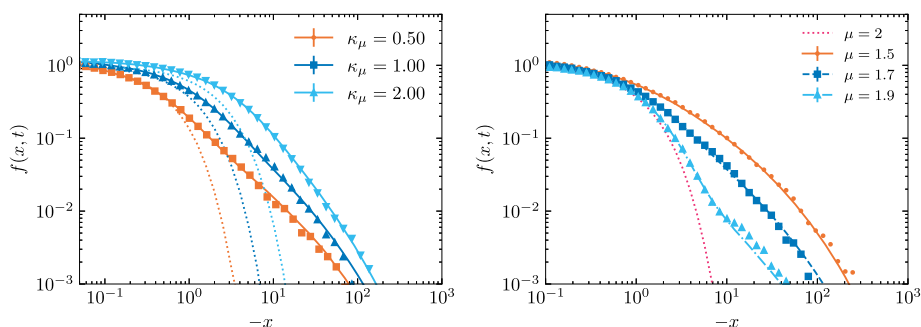 f(x, t)
10^0
10^{-1}
10^{-2}
10^{-3}
10^{-1}
10^0
10^1
10^2
10^3
−x
κ_μ = 0.50
κ_μ = 1.00
κ_μ = 2.00
f(x, t)
10^0
10^{-1}
10^{-2}
10^{-3}
10^{-1}
10^0
10^1
10^2
10^3
−x
μ = 2
μ = 1.5
μ = 1.7
μ = 1.9